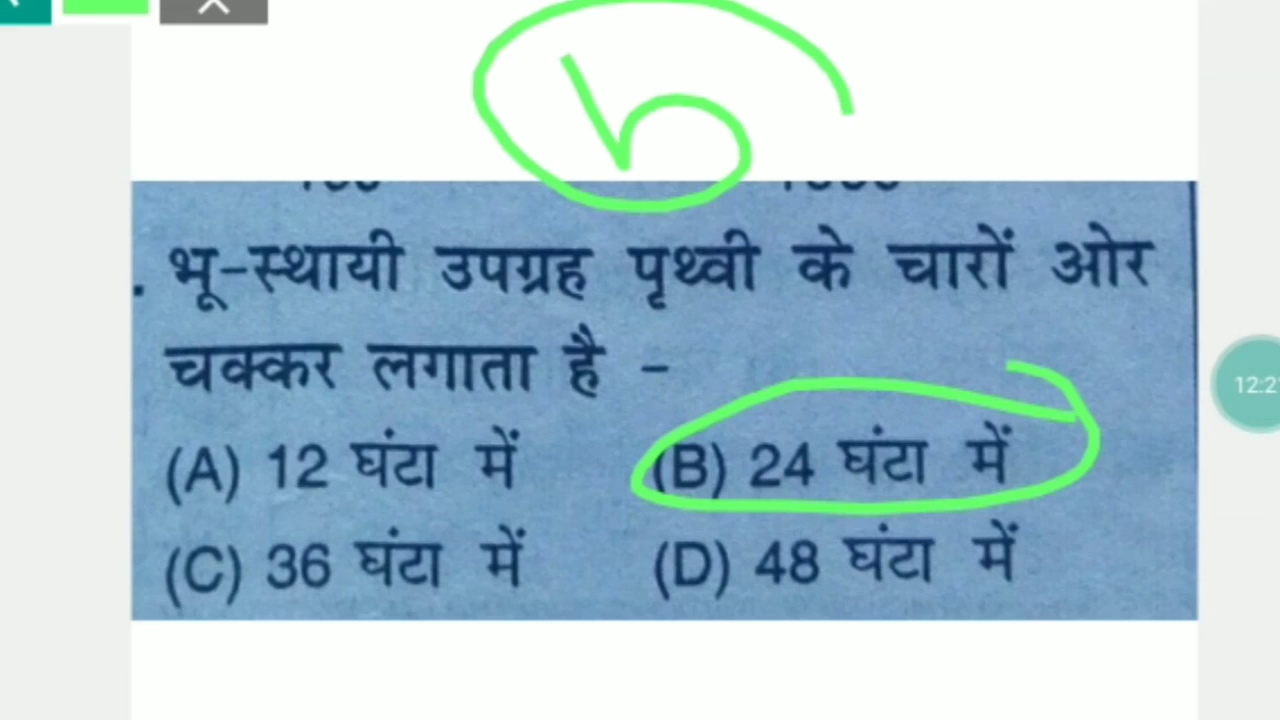 b
. भू-स्थायी उपग्रह पृथ्वी के चारों ओर
चक्कर लगाता है -
(A) 12 घंटा में (B) 24 घंटा में
(C) 36 घंटा में (D) 48 घंटा में